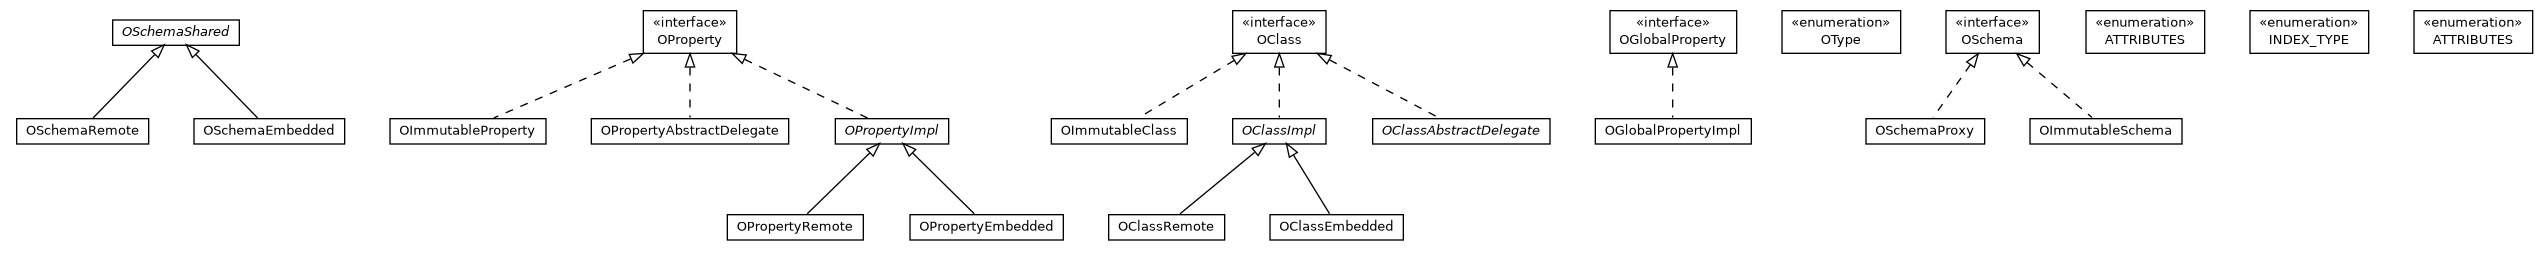 OSchemaShared
«interface»
OProperty
«interface»
OClass
«interface»
OGlobalProperty
«enumeration»
OType
«interface»
OSchema
«enumeration»
ATTRIBUTES
«enumeration»
INDEX_TYPE
«enumeration»
ATTRIBUTES
OSchemaRemote
OSchemaEmbedded
OImmutableProperty
OPropertyAbstractDelegate
OPropertyImpl
OImmutableClass
OClassImpl
OClassAbstractDelegate
OGlobalPropertyImpl
OSchemaProxy
OImmutableSchema
OPropertyRemote
OPropertyEmbedded
OClassRemote
OClassEmbedded